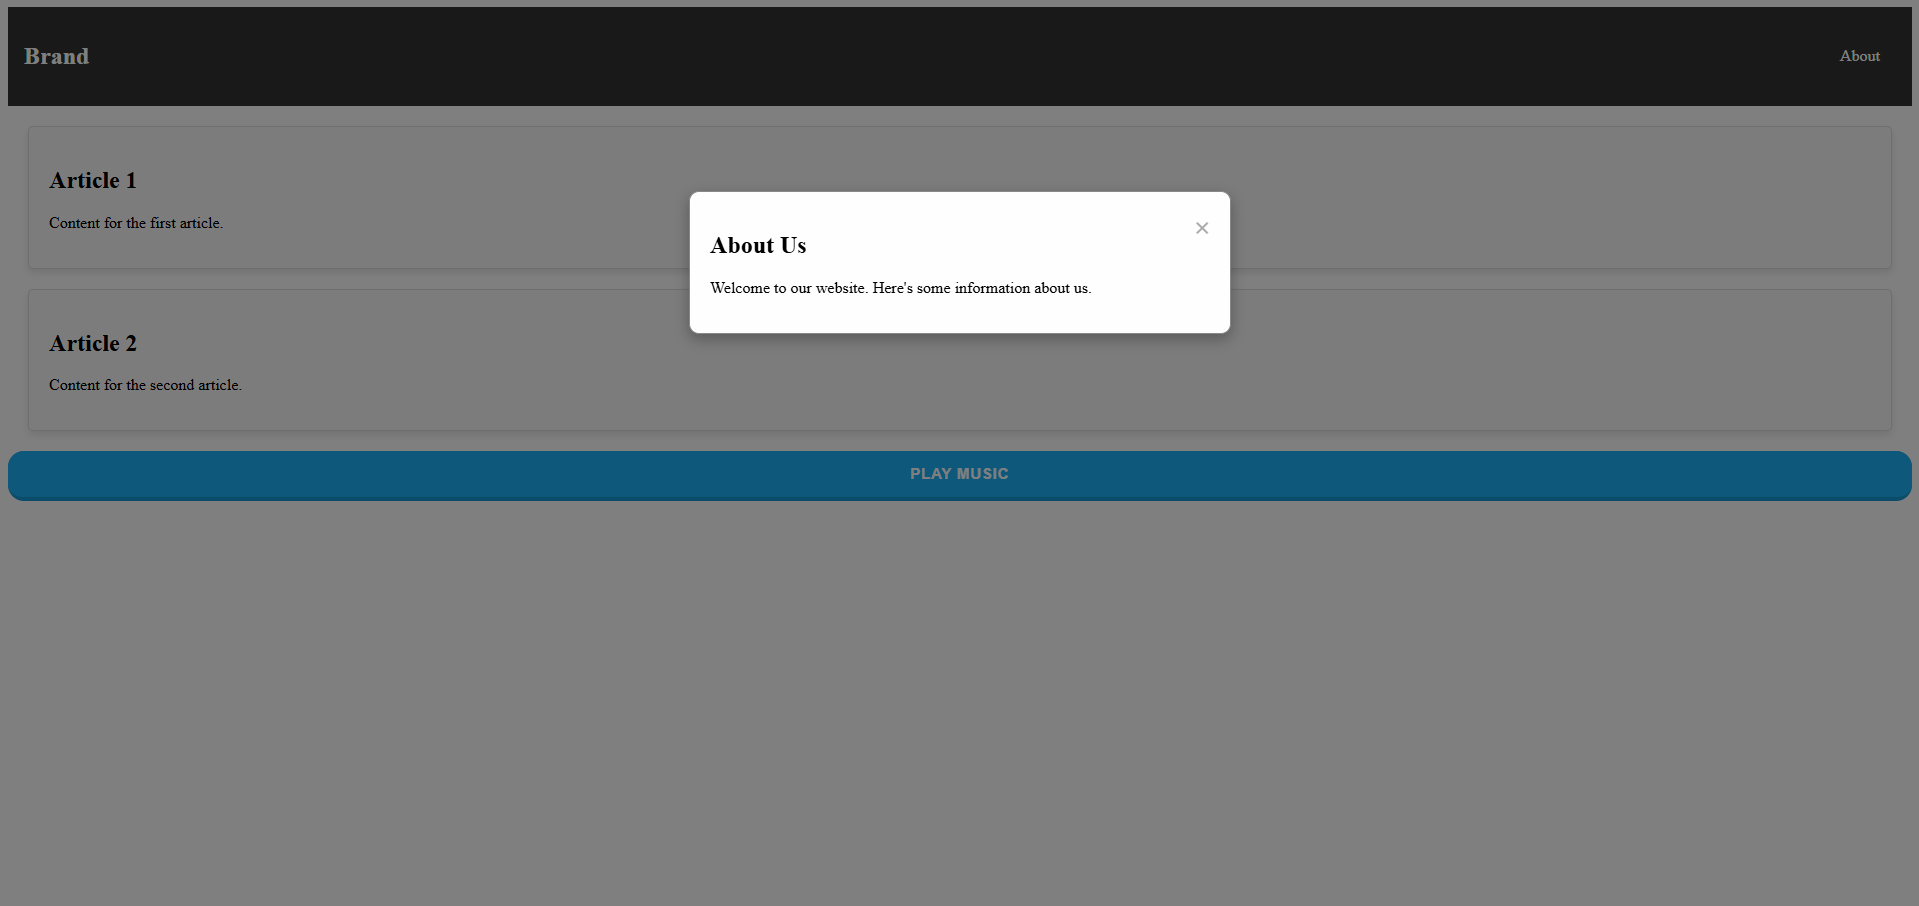 Brand
About
Article 1
Content for the first article.
×
About Us
Welcome to our website. Here's some information about us.
Article 2
Content for the second article.
PLAY MUSIC